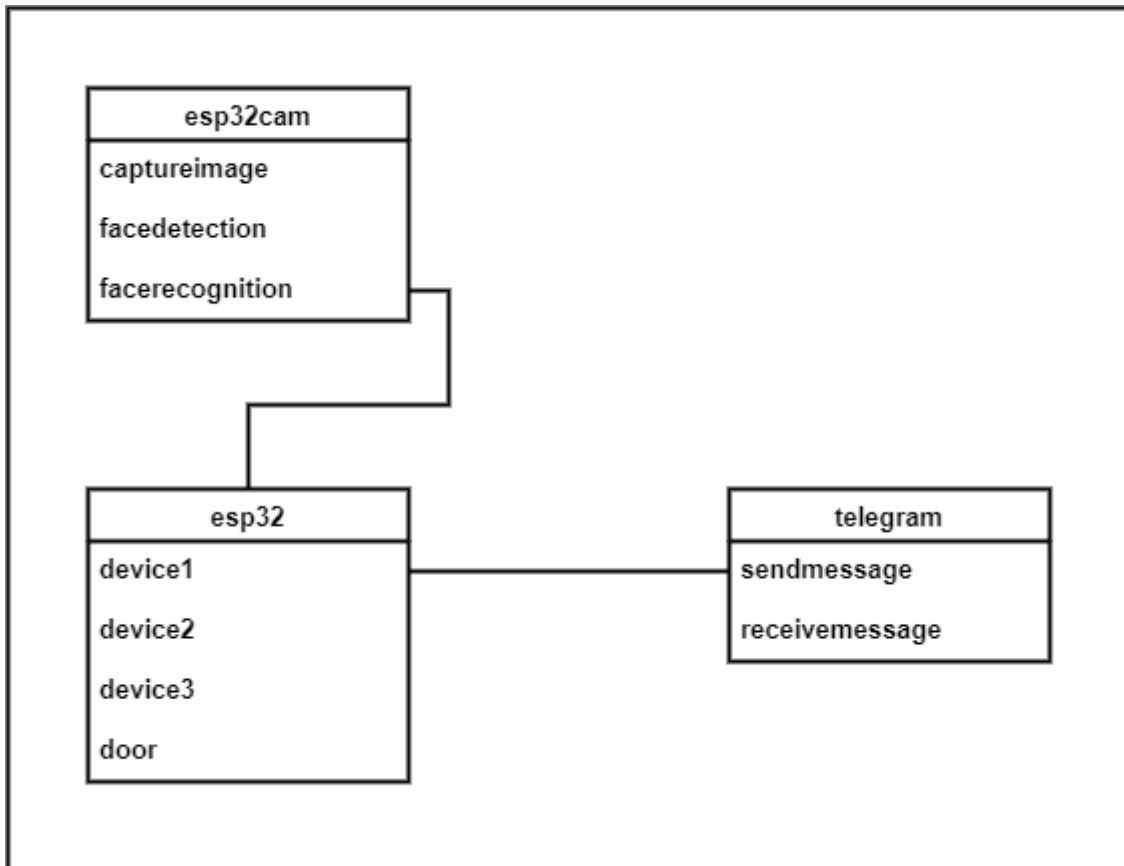 esp32cam
captureimage
facedetection
facerecognition
esp32
device1
device2
device3
door
telegram
sendmessage
receivemessage